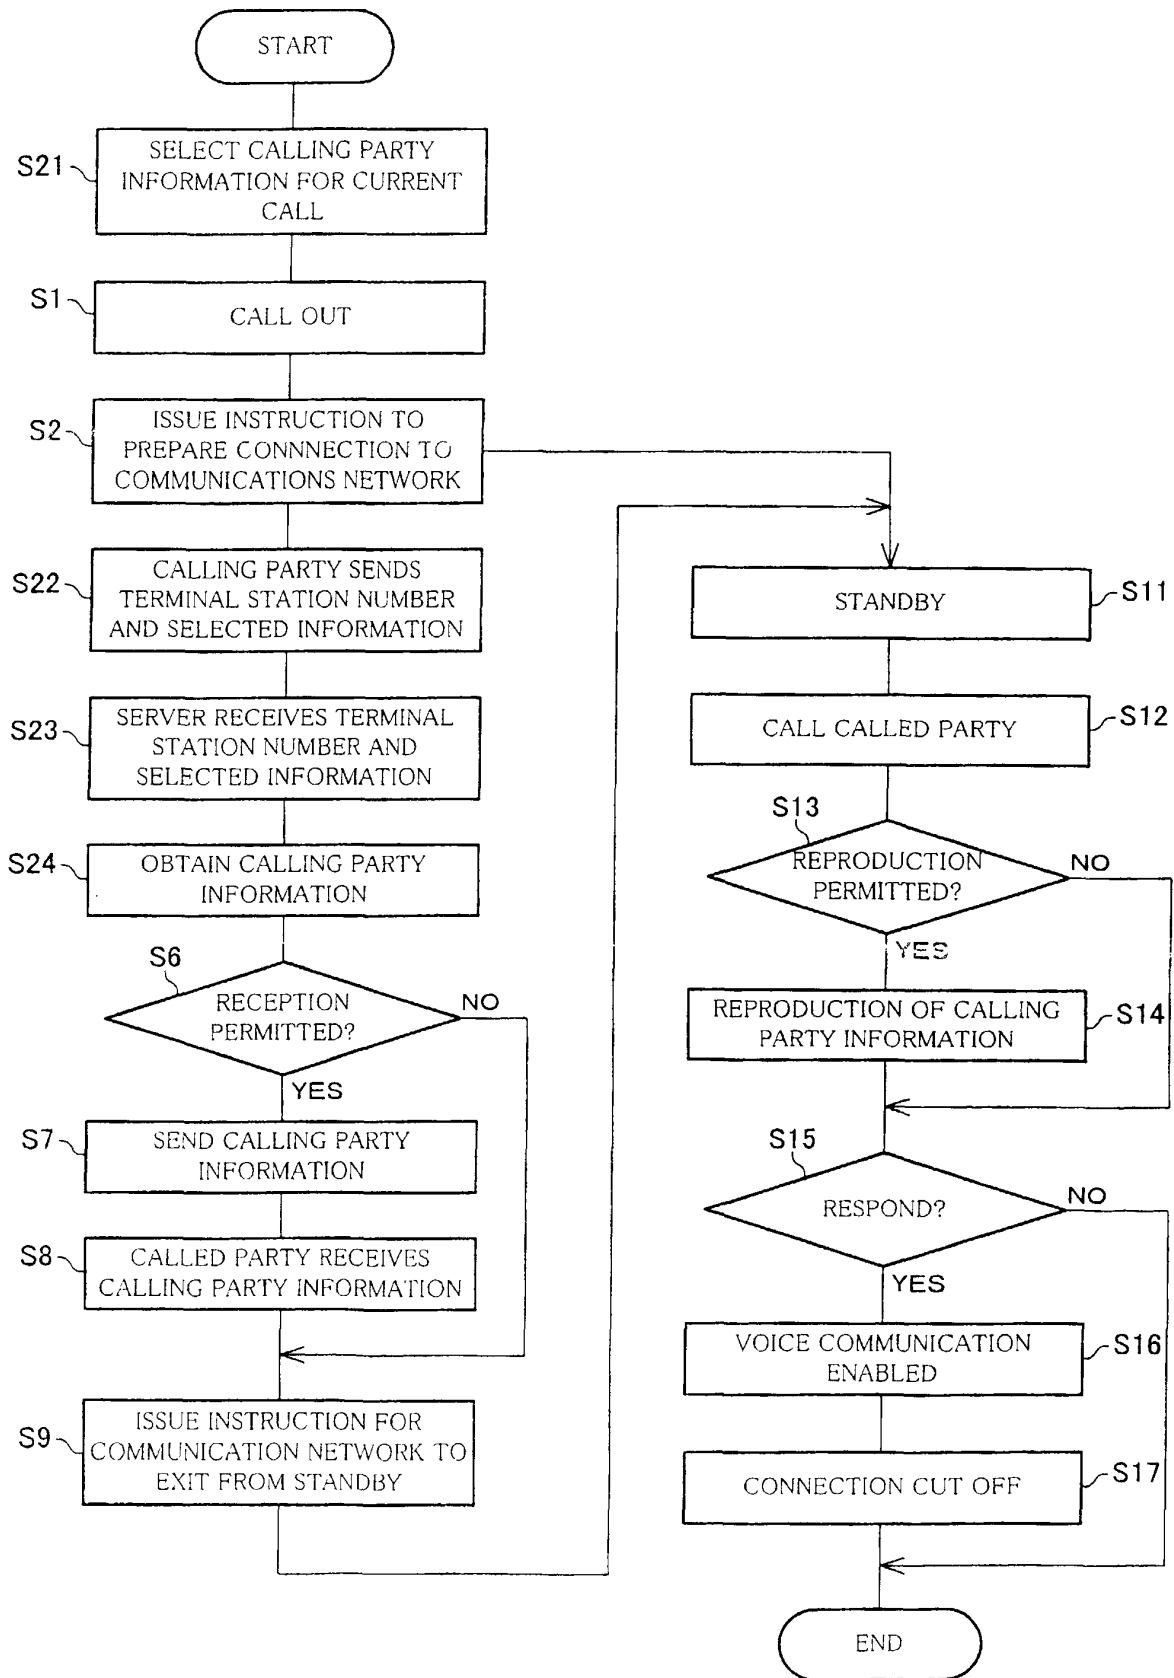 START
S21
SELECT CALLING PARTY
INFORMATION FOR CURRENT
CALL
S1
CALL OUT
S2
ISSUE INSTRUCTION TO
PREPARE CONNNECTION TO
COMMUNICATIONS NETWORK
S22
CALLING PARTY SENDS
TERMINAL STATION NUMBER
AND SELECTED INFORMATION
S23
SERVER RECEIVES TERMINAL
STATION NUMBER AND
SELECTED INFORMATION
S24
OBTAIN CALLING PARTY
INFORMATION
S6
RECEPTION
PERMITTED?
NO
YES
S7
SEND CALLING PARTY
INFORMATION
S8
CALLED PARTY RECEIVES
CALLING PARTY INFORMATION
S9
ISSUE INSTRUCTION FOR
COMMUNICATION NETWORK TO
EXIT FROM STANDBY
STANDBY
S11
CALL CALLED PARTY
S12
S13
REPRODUCTION
PERMITTED?
NO
YES
REPRODUCTION OF CALLING
PARTY INFORMATION
S14
S15
RESPOND?
NO
YES
VOICE COMMUNICATION
ENABLED
S16
CONNECTION CUT OFF
S17
END